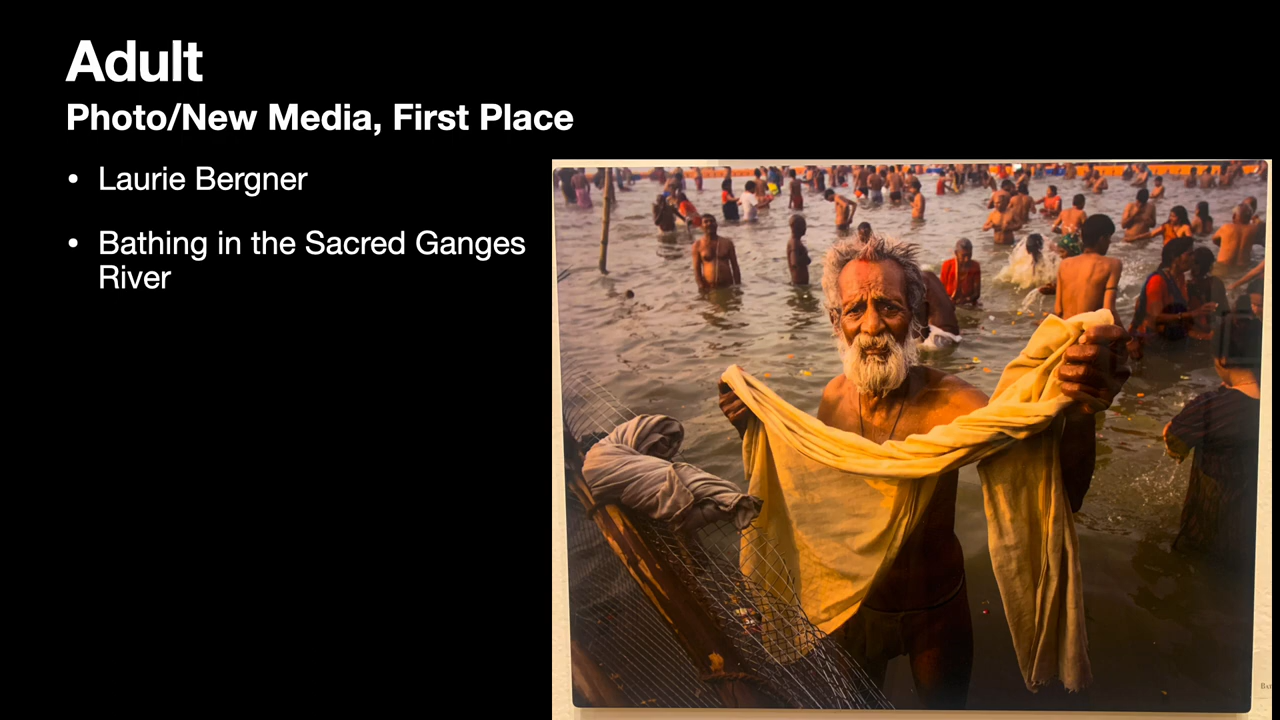 Adult
Photo/New Media, First Place
• Laurie Bergner
• Bathing in the Sacred Ganges
River